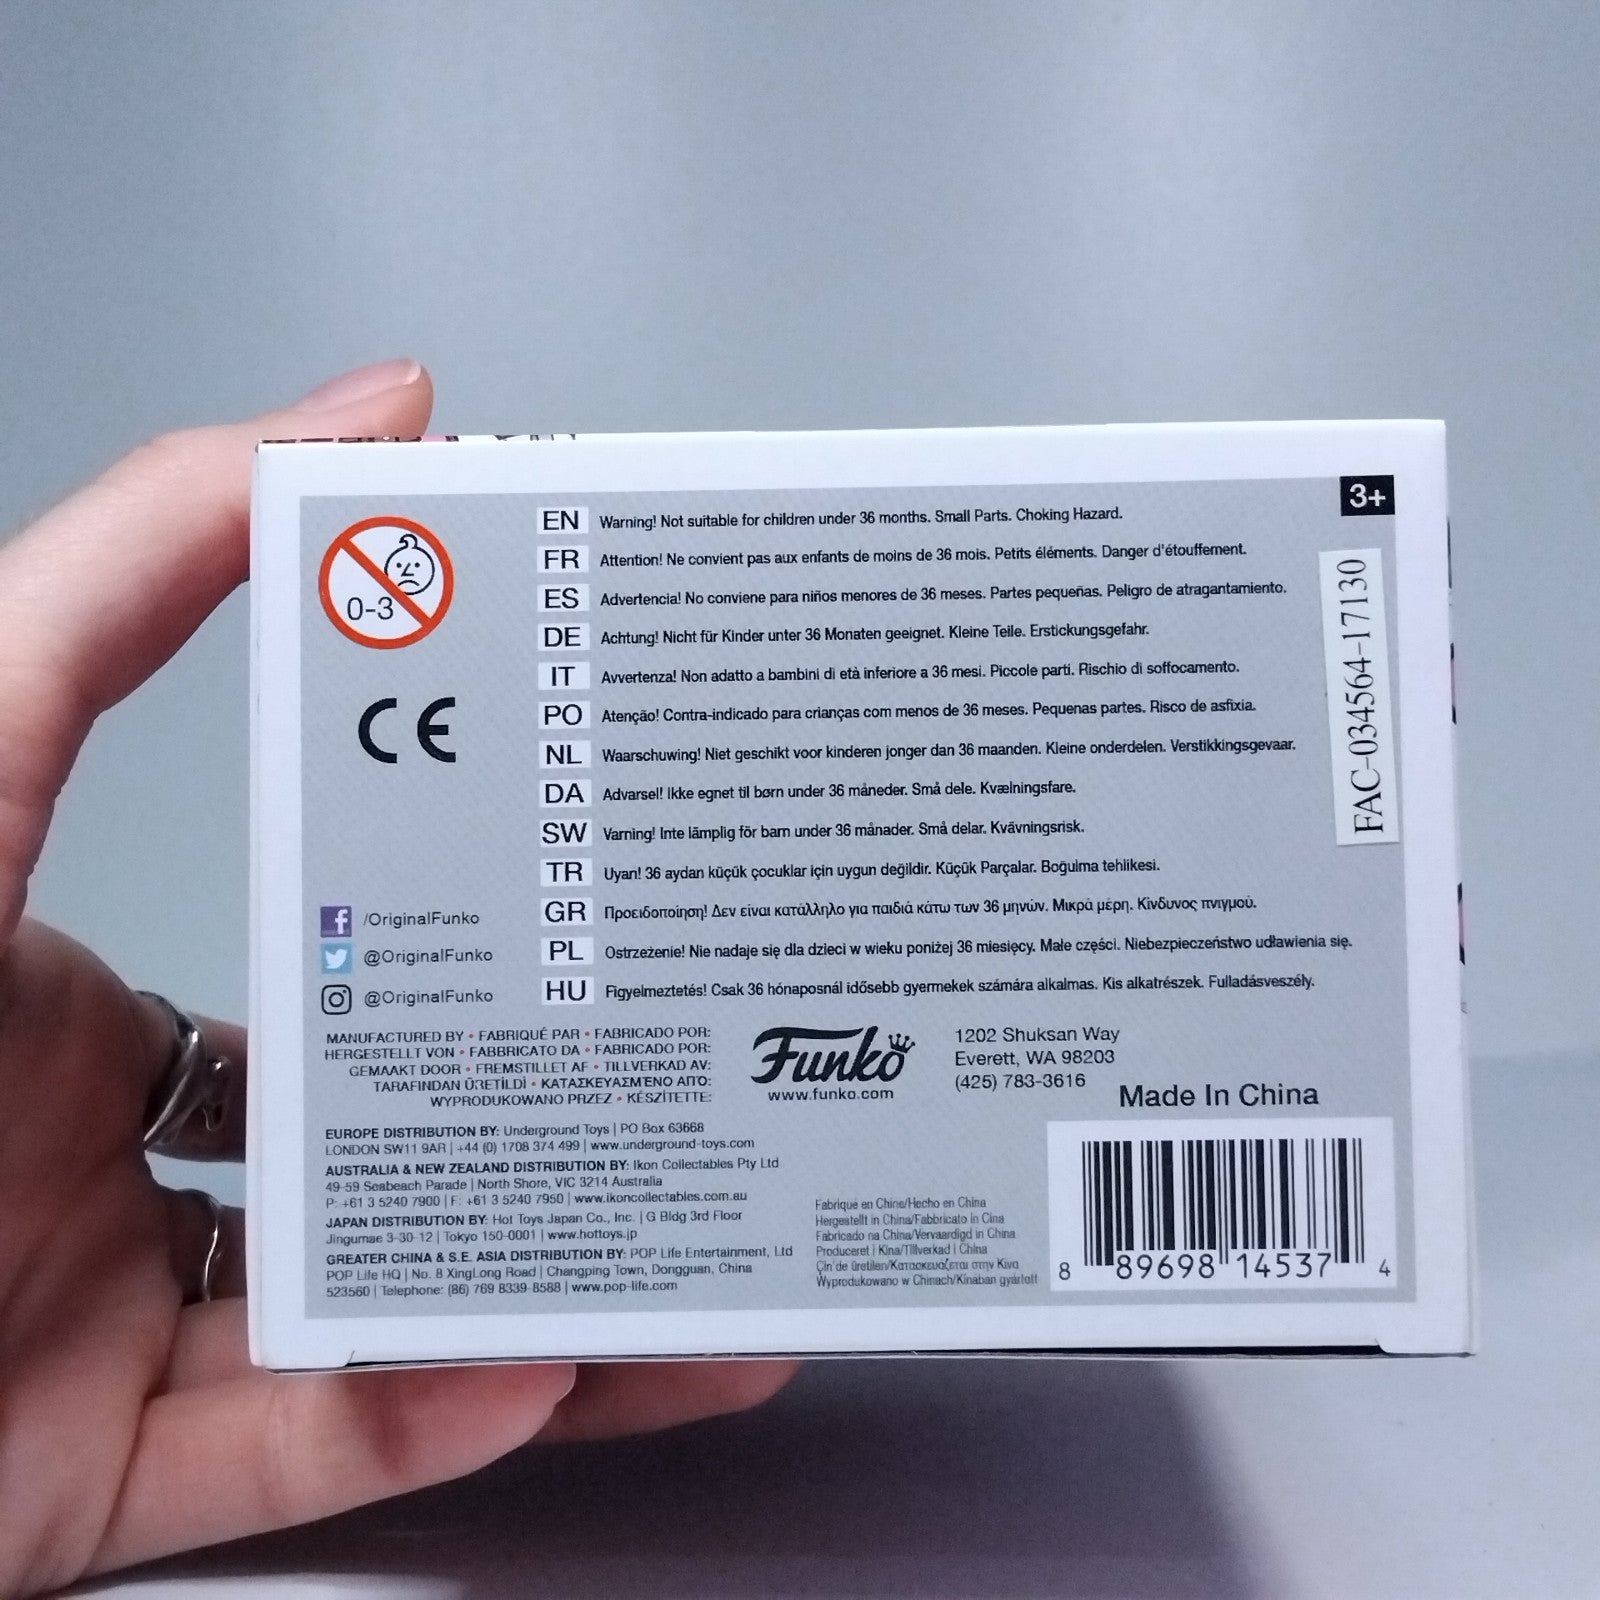 3+
0-3
CE
EN Warning! Not suitable for children under 36 months. Small Parts. Choking Hazard.
FR Attention! Ne convient pas aux enfants de moins de 36 mois. Petits éléments. Danger d'étouffement.
ES Advertencia! No conviene para niños menores de 36 meses. Partes pequeñas. Peligro de atragantamiento.
DE Achtung! Nicht für Kinder unter 36 Monaten geeignet. Kleine Teile. Erstickungsgefahr.
IT Avvertenza! Non adatto a bambini di età inferiore a 36 mesi. Piccole parti. Rischio di soffocamento.
PO Atenção! Contra-indicado para crianças com menos de 36 meses. Pequenas partes. Risco de asfixia.
NL Waarschuwing! Niet geschikt voor kinderen jonger dan 36 maanden. Kleine onderdelen. Verstikkingsgevaar.
DA Advarsel! Ikke egnet til børn under 36 måneder. Små dele. Kvælningsfare.
SW Varning! Inte lämplig för barn under 36 månader. Små delar. Kvävningsrisk.
TR Uyan! 36 aydan küçük çocuklar için uygun değildir. Küçük Parçalar. Boğulma tehlikesi.
GR Προειδοποίηση! Δεν είναι κατάλληλο για παιδιά κάτω των 36 μηνών. Μικρά μέρη. Κίνδυνος πνιγμού.
PL Ostrzeżenie! Nie nadaje się dla dzieci w wieku poniżej 36 miesięcy. Małe części. Niebezpieczeństwo udławienia się.
HU Figyelmeztetés! Csak 36 hónaposnál idősebb gyermekek számára alkalmas. Kis alkatrészek. Fulladásveszély.
FAC-034564-17130
f /OriginalFunko
@OriginalFunko
@OriginalFunko
MANUFACTURED BY • FABRIQUÉ PAR • FABRICADO POR:
HERGESTELLT VON • FABBRICATO DA • FABRICADO POR:
GEMAAKT DOOR • FREMSTILLET AF • TILLVERKAD AV:
TARAFINDAN ÜRETİLDİ • ΚΑΤΑΣΚΕΥΑΣΜΈΝΟ ΑΠΌ:
WYPRODUKOWANO PRZEZ • KÉSZÍTETTE:
Funko
www.funko.com
1202 Shuksan Way
Everett, WA 98203
(425) 783-3616
Made In China
EUROPE DISTRIBUTION BY: Underground Toys | PO Box 63668
LONDON SW11 9AR | +44 (0) 1708 374 499 | www.underground-toys.com
AUSTRALIA & NEW ZEALAND DISTRIBUTION BY: Ikon Collectables Pty Ltd
49-59 Seabeach Parade | North Shore, VIC 3214 Australia
P: +61 3 5240 7900 | F: +61 3 5240 7950 | www.ikoncollectables.com.au
JAPAN DISTRIBUTION BY: Hot Toys Japan Co., Inc. | G Bldg 3rd Floor
Jingumae 3-30-12 | Tokyo 150-0001 | www.hottoys.jp
GREATER CHINA & S.E. ASIA DISTRIBUTION BY: POP Life Entertainment, Ltd
POP Life HQ | No. 8 XingLong Road | Changping Town, Dongguan, China
523560 | Telephone: (86) 769 8339-8588 | www.pop-life.com
Fabriqué en Chine/Hecho en China
Hergestellt in China/Fabbricato in Cina
Fabricado na China/Vervaardigd in China
Produceret i Kina/Tillverkad i China
Çin'de üretilen/Κατασκευάζεται στην Κίνα
Wyprodukowano w Chinach/Kínában gyártott
8 89698 14537 4